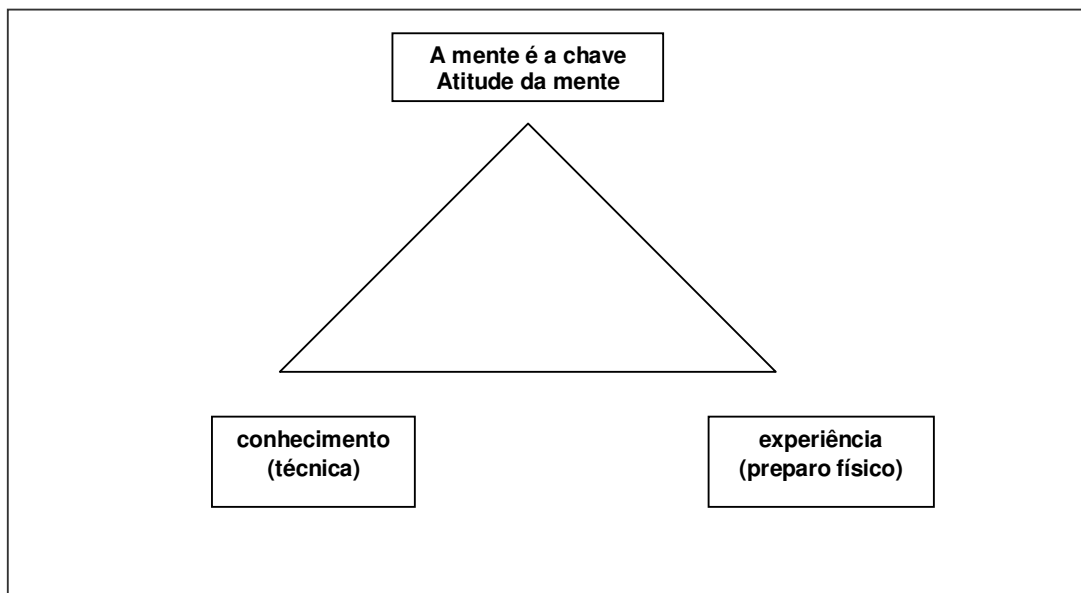 A mente é a chave
Atitude da mente
conhecimento
(técnica)
experiência
(preparo físico)